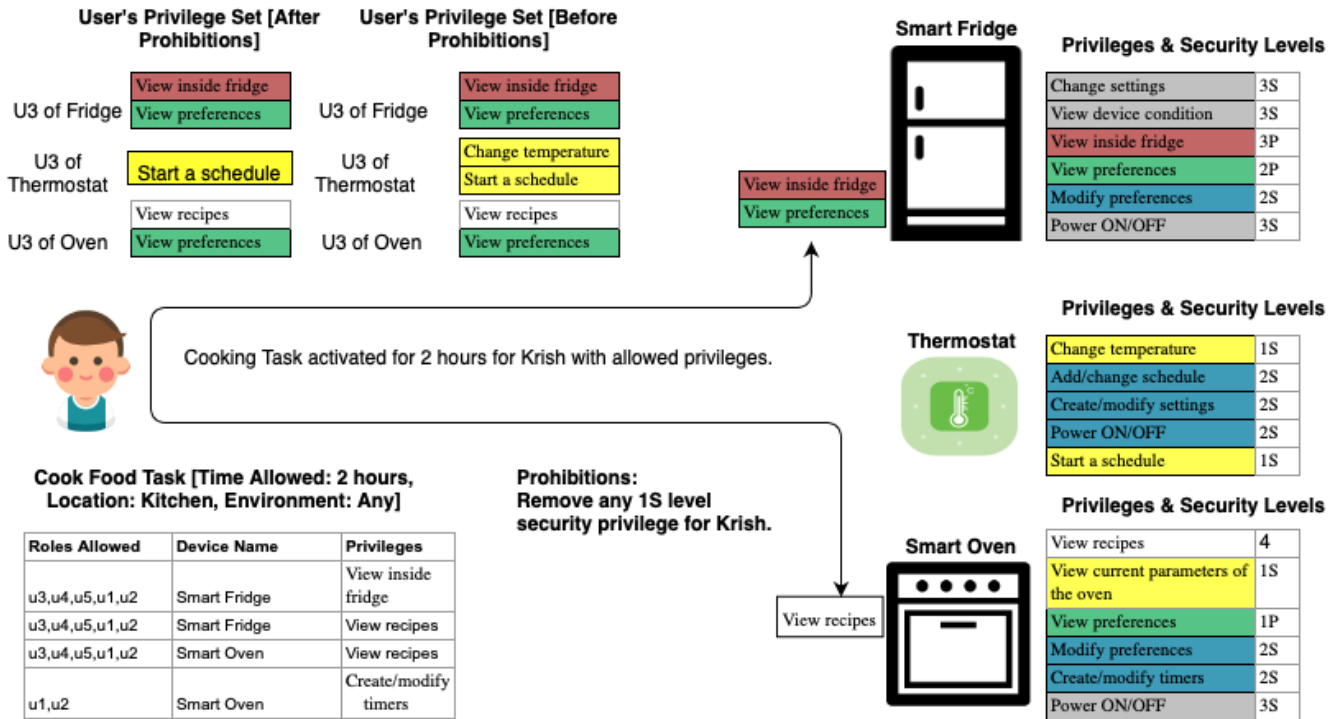 User's Privilege Set [After
Prohibitions]
U3 of Fridge
View inside fridge
View preferences
U3 of
Thermostat
Start a schedule
U3 of Oven
View recipes
View preferences
User's Privilege Set [Before
Prohibitions]
U3 of Fridge
View inside fridge
View preferences
U3 of
Thermostat
Change temperature
Start a schedule
U3 of Oven
View recipes
View preferences
View inside fridge
View preferences
Smart Fridge
Privileges & Security Levels
Change settings 3S
View device condition 3S
View inside fridge 3P
View preferences 2P
Modify preferences 2S
Power ON/OFF 3S
Cooking Task activated for 2 hours for Krish with allowed privileges.
Thermostat
°C
Privileges & Security Levels
Change temperature 1S
Add/change schedule 2S
Create/modify settings 2S
Power ON/OFF 2S
Start a schedule 1S
Cook Food Task [Time Allowed: 2 hours,
Location: Kitchen, Environment: Any]
Roles Allowed Device Name Privileges
u3,u4,u5,u1,u2 Smart Fridge View inside
fridge
u3,u4,u5,u1,u2 Smart Fridge View recipes
u3,u4,u5,u1,u2 Smart Oven View recipes
u1,u2 Smart Oven Create/modify
timers
Prohibitions:
Remove any 1S level
security privilege for Krish.
View recipes
Smart Oven
Privileges & Security Levels
View recipes 4
View current parameters of 1S
the oven
View preferences 1P
Modify preferences 2S
Create/modify timers 2S
Power ON/OFF 3S